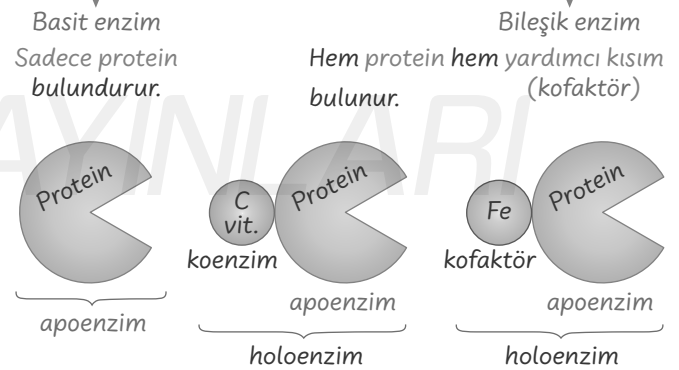 Basit enzim
Sadece protein
bulundurur.
Bileşik enzim
Hem protein hem yardımcı kısım
(kofaktör)
bulunur.
AYINLARI
Protein
apoenzim
C
vit.
koenzim
Protein
apoenzim
holoenzim
Fe
kofaktör
Protein
apoenzim
holoenzim